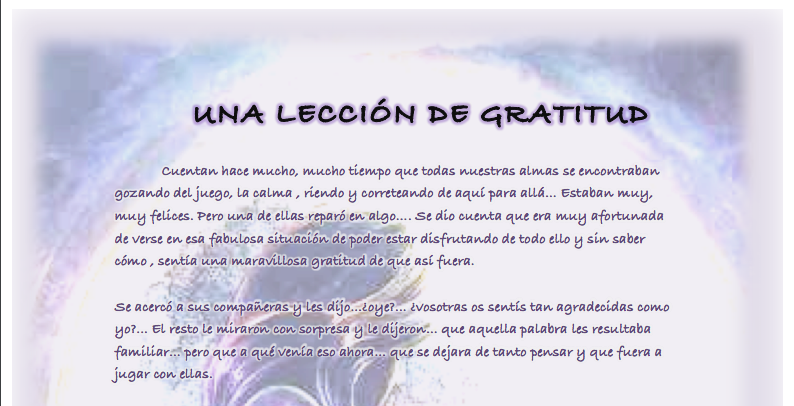 UNA LECCIÓN DE GRATITUD
Cuentan hace mucho, mucho tiempo que todas nuestras almas se encontraban
gozando del juego, la calma , riendo y correteando de aquí para allá... Estaban muy,
muy felices. Pero una de ellas reparó en algo.... Se dio cuenta que era muy afortunada
de verse en esa fabulosa situación de poder estar disfrutando de todo ello y sin saber
cómo , sentía una maravillosa gratitud de que así fuera.
Se acercó a sus compañeras y les dijo...¿oye?... ¿vosotras os sentís tan agradecidas como
yo?... El resto le miraron con sorpresa y le dijeron... que aquella palabra les resultaba
familiar... pero que a qué venía eso ahora... que se dejara de tanto pensar y que fuera a
jugar con ellas.